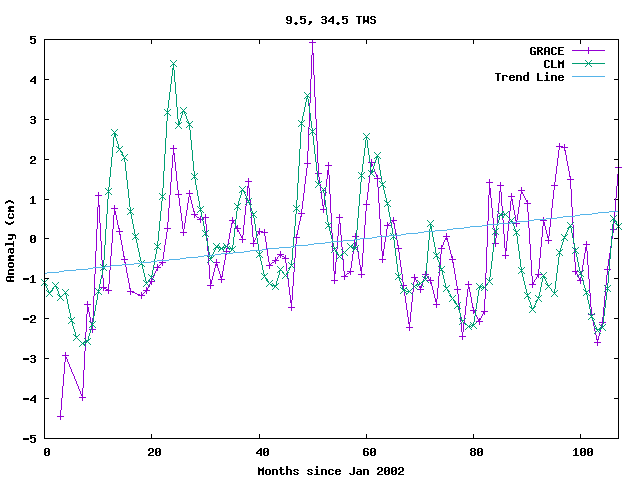 9.5, 34.5 TWS
GRACE
CLM
Trend Line
5
4
3
2
1
0
-1
-2
-3
-4
-5
Anomaly (cm)
0 20 40 60 80 100
Months since Jan 2002